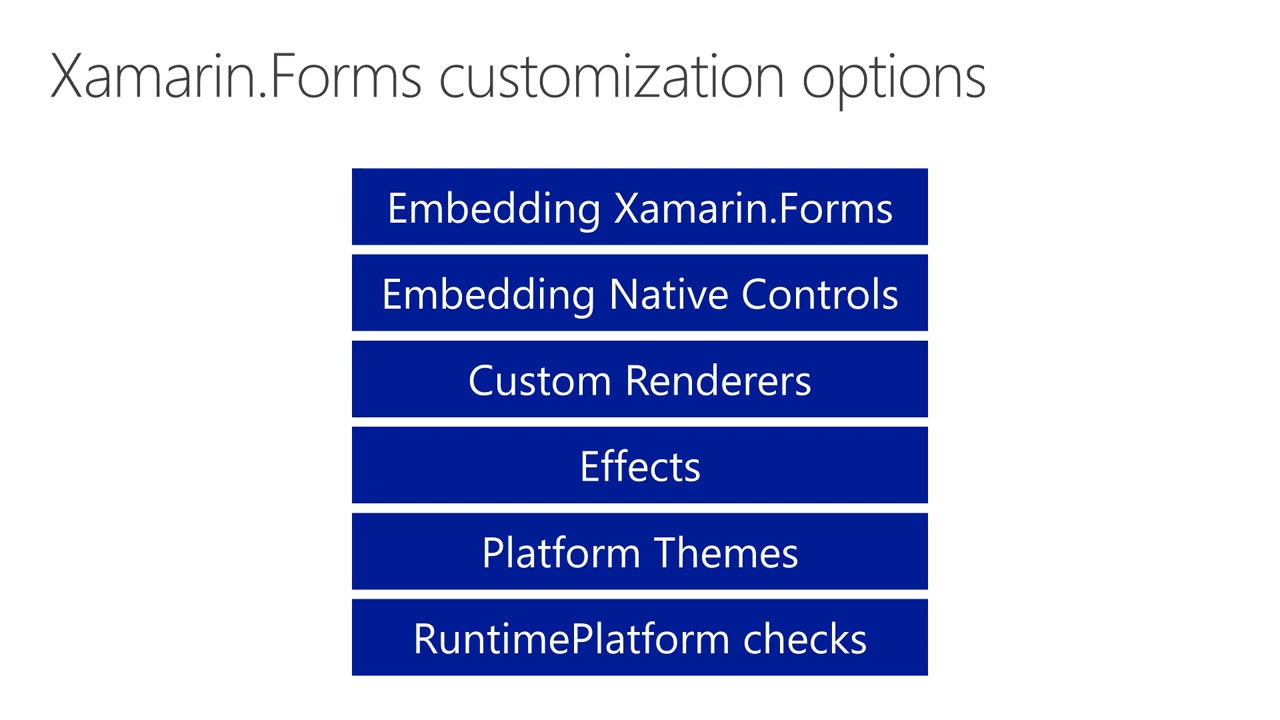 Xamarin.Forms customization options
Embedding Xamarin.Forms
Embedding Native Controls
Custom Renderers
Effects
Platform Themes
RuntimePlatform checks